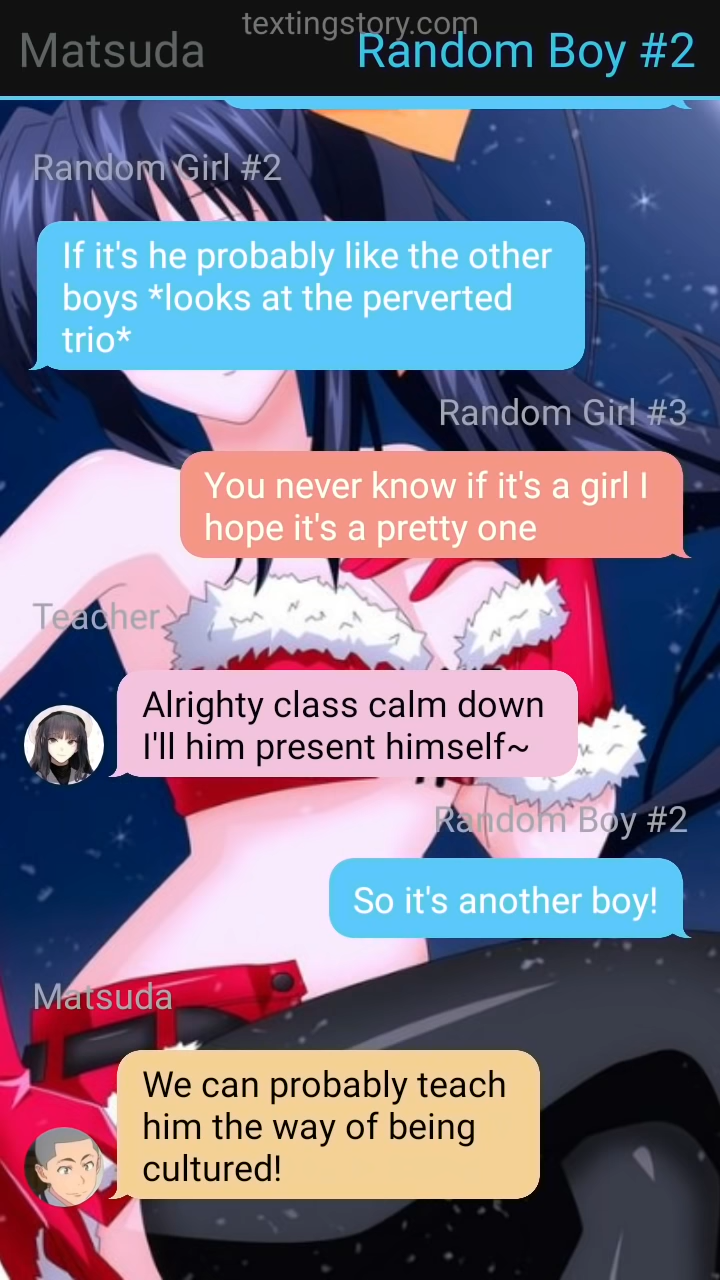 textingstory.com
Matsuda
Random Boy #2
Random Girl #2
If it's he probably like the other
boys *looks at the perverted
trio*
Random Girl #3
You never know if it's a girl I
hope it's a pretty one
Teacher
Alrighty class calm down
I'll him present himself~
Random Boy #2
So it's another boy!
Matsuda
We can probably teach
him the way of being
cultured!